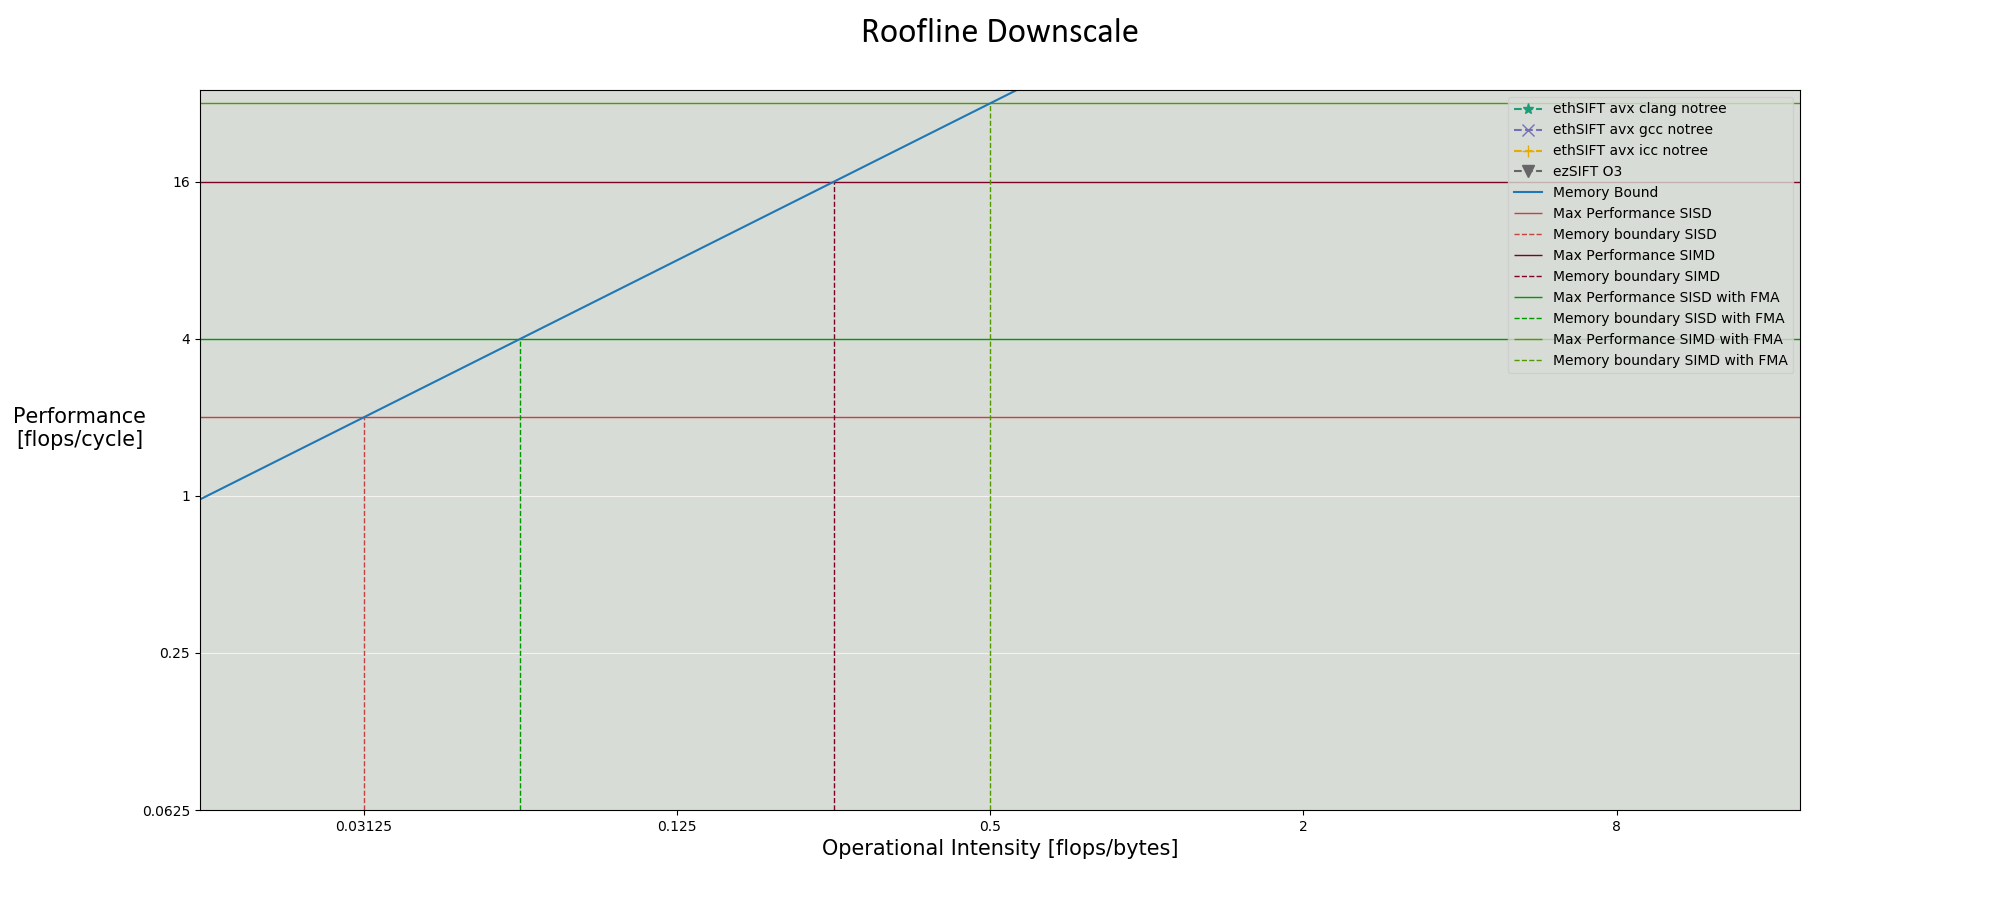 Roofline Downscale
ethSIFT avx clang notree
ethSIFT avx gcc notree
ethSIFT avx icc notree
ezSIFT O3
Memory Bound
Max Performance SISD
Memory boundary SISD
Max Performance SIMD
Memory boundary SIMD
Max Performance SISD with FMA
Memory boundary SISD with FMA
Max Performance SIMD with FMA
Memory boundary SIMD with FMA
16
4
1
0.25
0.0625
Performance
[flops/cycle]
0.03125 0.125 0.5 2 8
Operational Intensity [flops/bytes]